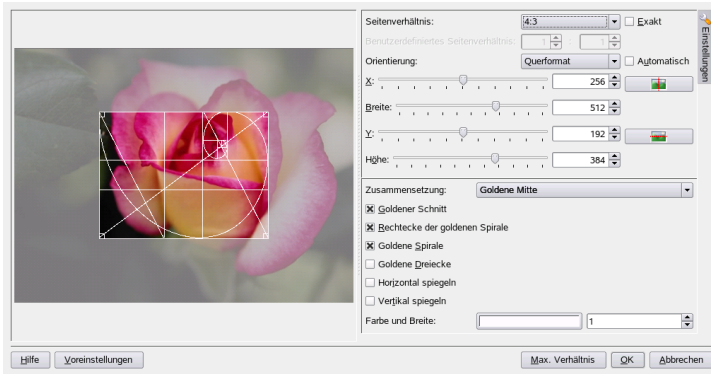 Seitenverhältnis: 4:3 Exakt
Benutzerdefiniertes Seitenverhältnis: 1 : 1
Orientierung: Querformat Automatisch
X: 256
Breite: 512
Y: 192
Höhe: 384
Zusammensetzung: Goldene Mitte
Goldener Schnitt
Rechtecke der goldenen Spirale
Goldene Spirale
Goldene Dreiecke
Horizontal spiegeln
Vertikal spiegeln
Farbe und Breite: 1
Einstellungen
Hilfe Voreinstellungen Max. Verhältnis OK Abbrechen